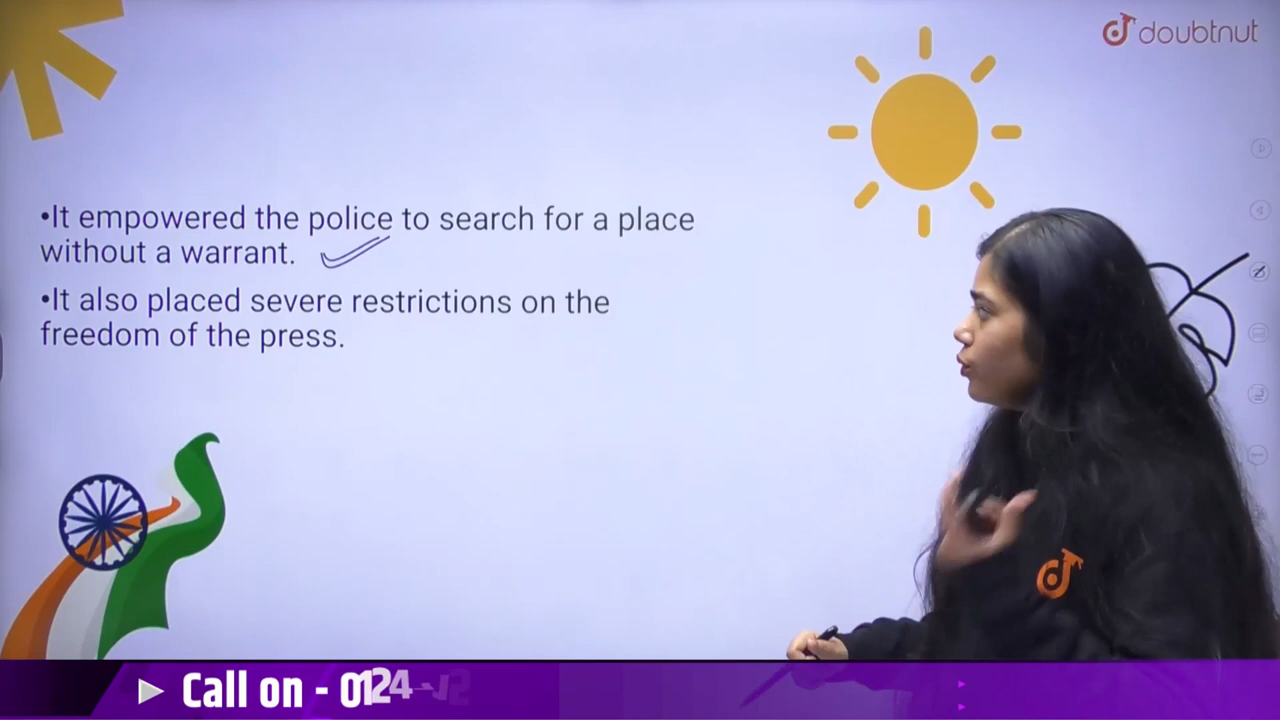 doubtnut
•It empowered the police to search for a place
without a warrant.
•It also placed severe restrictions on the
freedom of the press.
Call on - 0124